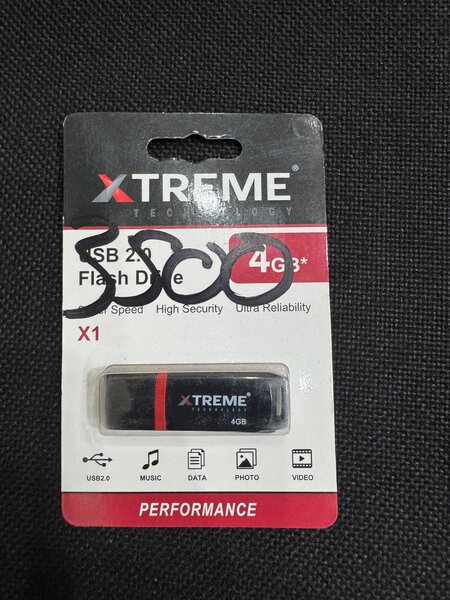 XTREME®
TECHNOLOGY
USB 2.0
Flash Drive
4GB*
3500
Super Speed High Security Ultra Reliability
X1
XTREME®
TECHNOLOGY
4GB
USB2.0 MUSIC DATA PHOTO VIDEO
PERFORMANCE